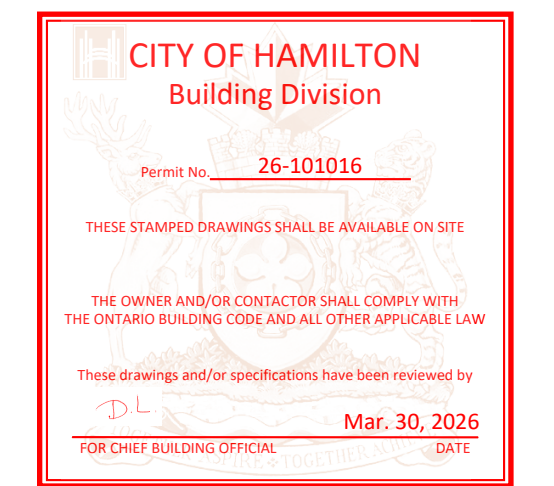 CITY OF HAMILTON
Building Division
Permit No. 26-101016
THESE STAMPED DRAWINGS SHALL BE AVAILABLE ON SITE
THE OWNER AND/OR CONTACTOR SHALL COMPLY WITH
THE ONTARIO BUILDING CODE AND ALL OTHER APPLICABLE LAW
These drawings and/or specifications have been reviewed by
D.L.
Mar. 30, 2026
FOR CHIEF BUILDING OFFICIAL DATE
TOGETHER